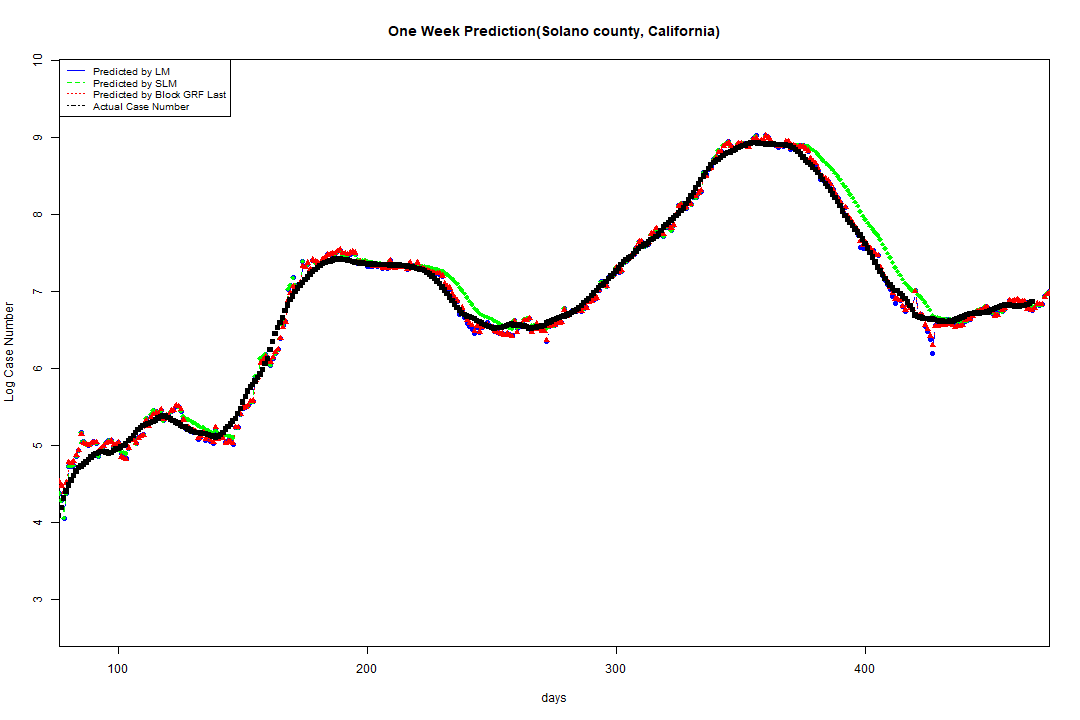 One Week Prediction(Solano county, California)
Predicted by LM
Predicted by SLM
Predicted by Block GRF Last
Actual Case Number
10
9
8
7
6
5
4
3
Log Case Number
100 200 300 400
days